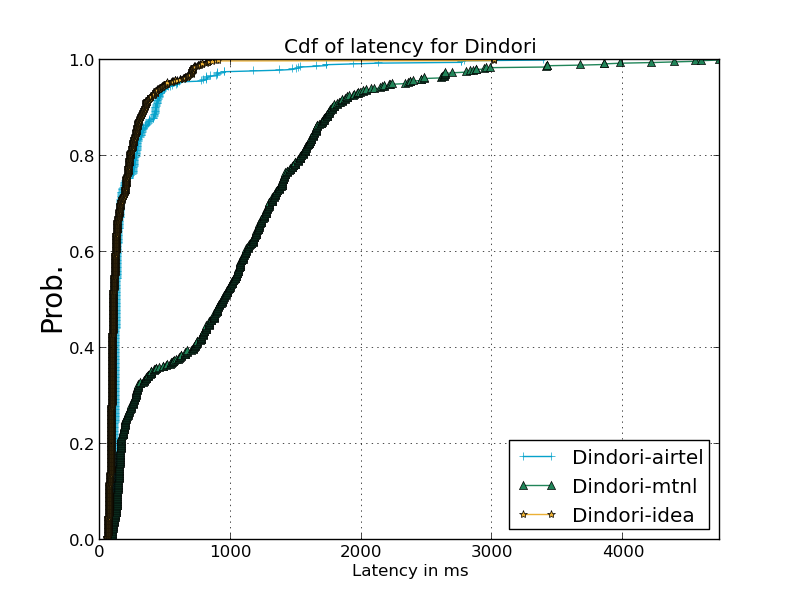 Cdf of latency for Dindori
1.0
0.8
0.6
0.4
0.2
0.0
Prob.
0 1000 2000 3000 4000
Latency in ms
Dindori-airtel
Dindori-mtnl
Dindori-idea